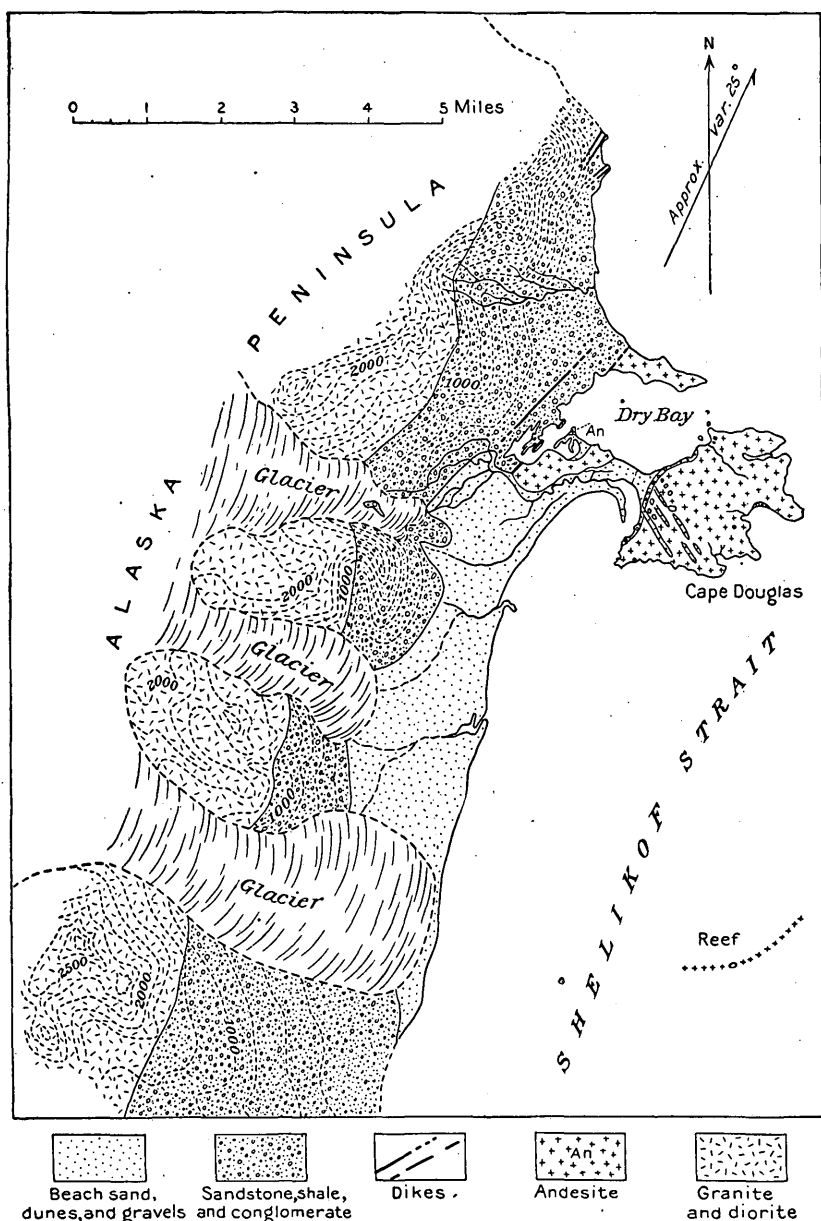 0 1 2 3 4 5 Miles
N
Approx. var. 25°
PENINSULA
2000
1000
Dry Bay
An
Glacier
ALASKA
2000
1000
Cape Douglas
Glacier
2000
1000
SHELIKOF STRAIT
Glacier
Reef
2500
2000
1000
An
Beach sand,
dunes, and gravels
Sandstone, shale,
and conglomerate
Dikes.
Andesite
Granite
and diorite